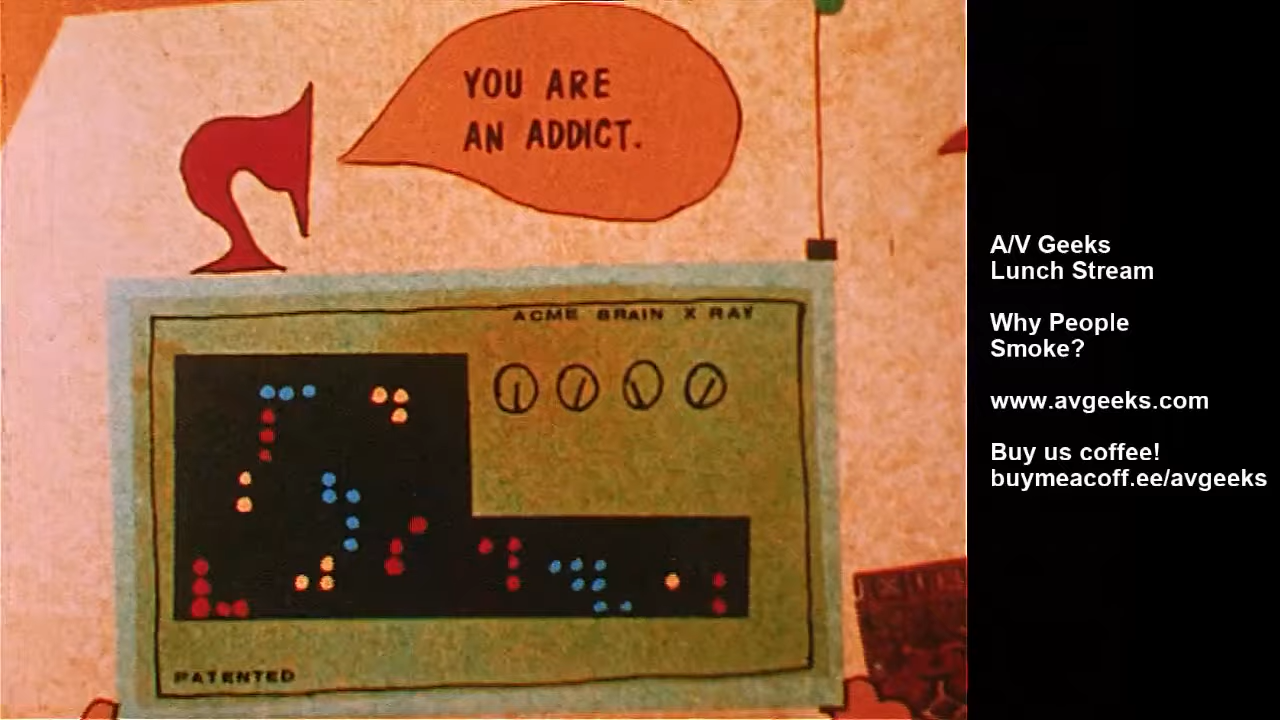 YOU ARE
AN ADDICT.
ACME BRAIN X RAY
PATENTED
A/V Geeks
Lunch Stream
Why People
Smoke?
www.avgeeks.com
Buy us coffee!
buymeacoff.ee/avgeeks